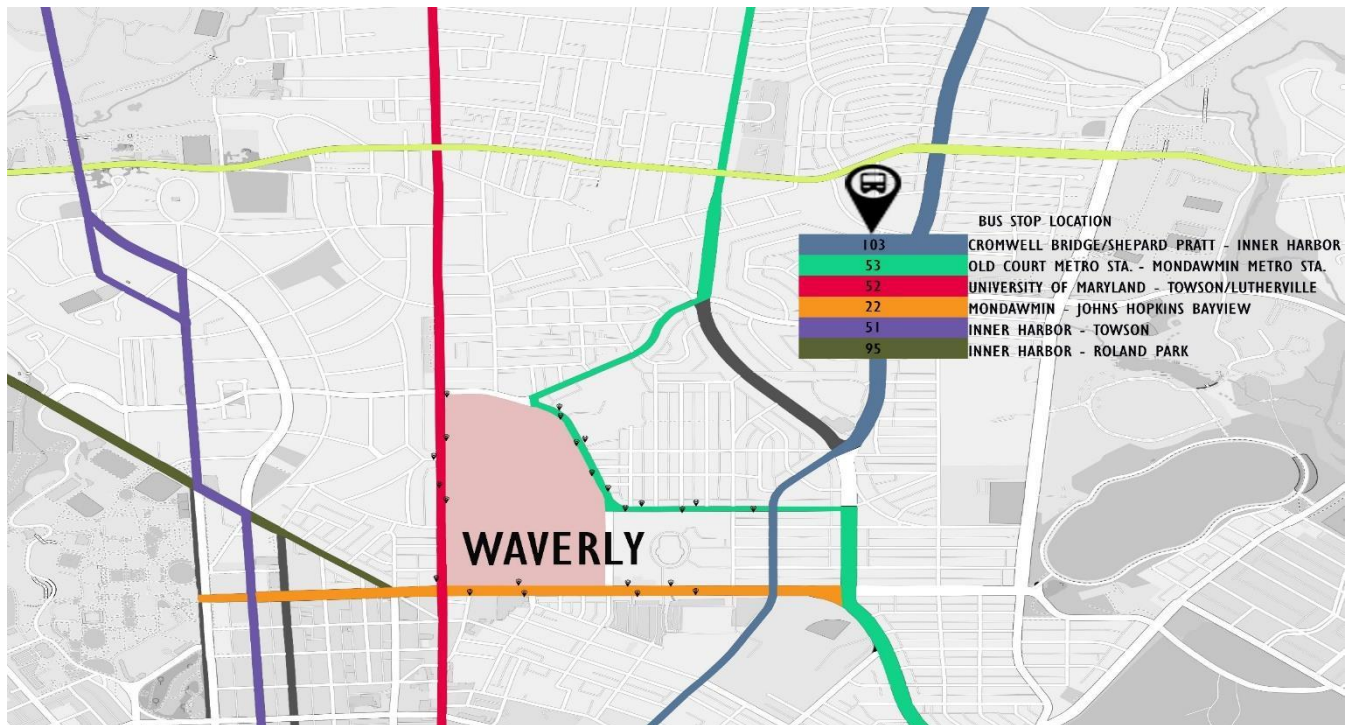 BUS STOP LOCATION
103 CROMWELL BRIDGE/SHEPARD PRATT - INNER HARBOR
53 OLD COURT METRO STA. - MONDAWMIN METRO STA.
52 UNIVERSITY OF MARYLAND - TOWSON/LUTHERVILLE
22 MONDAWMIN - JOHNS HOPKINS BAYVIEW
51 INNER HARBOR - TOWSON
95 INNER HARBOR - ROLAND PARK
WAVERLY